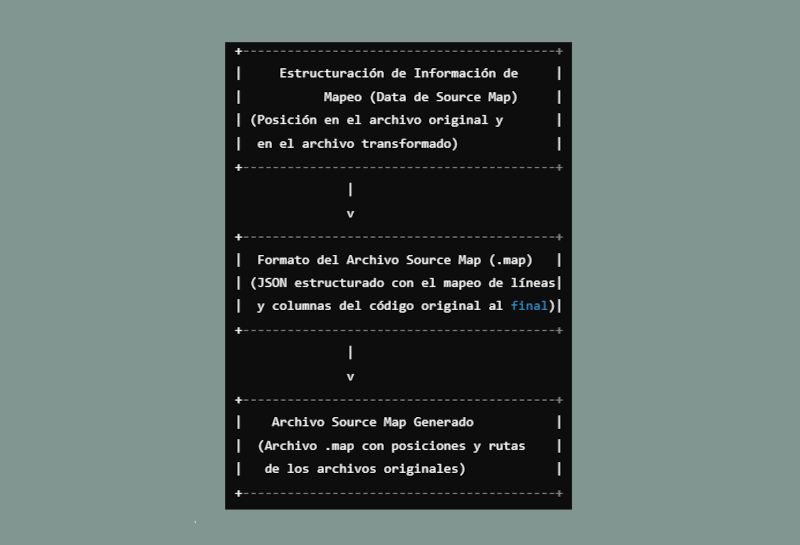 +------------------------------------------+
|     Estructuración de Información de     |
|           Mapeo (Data de Source Map)     |
| (Posición en el archivo original y       |
|  en el archivo transformado)             |
+------------------------------------------+
               |
               v
+------------------------------------------+
|  Formato del Archivo Source Map (.map)   |
| (JSON estructurado con el mapeo de líneas|
|  y columnas del código original al final)|
+------------------------------------------+
               |
               v
+------------------------------------------+
|    Archivo Source Map Generado           |
|  (Archivo .map con posiciones y rutas    |
|   de los archivos originales)            |
+------------------------------------------+